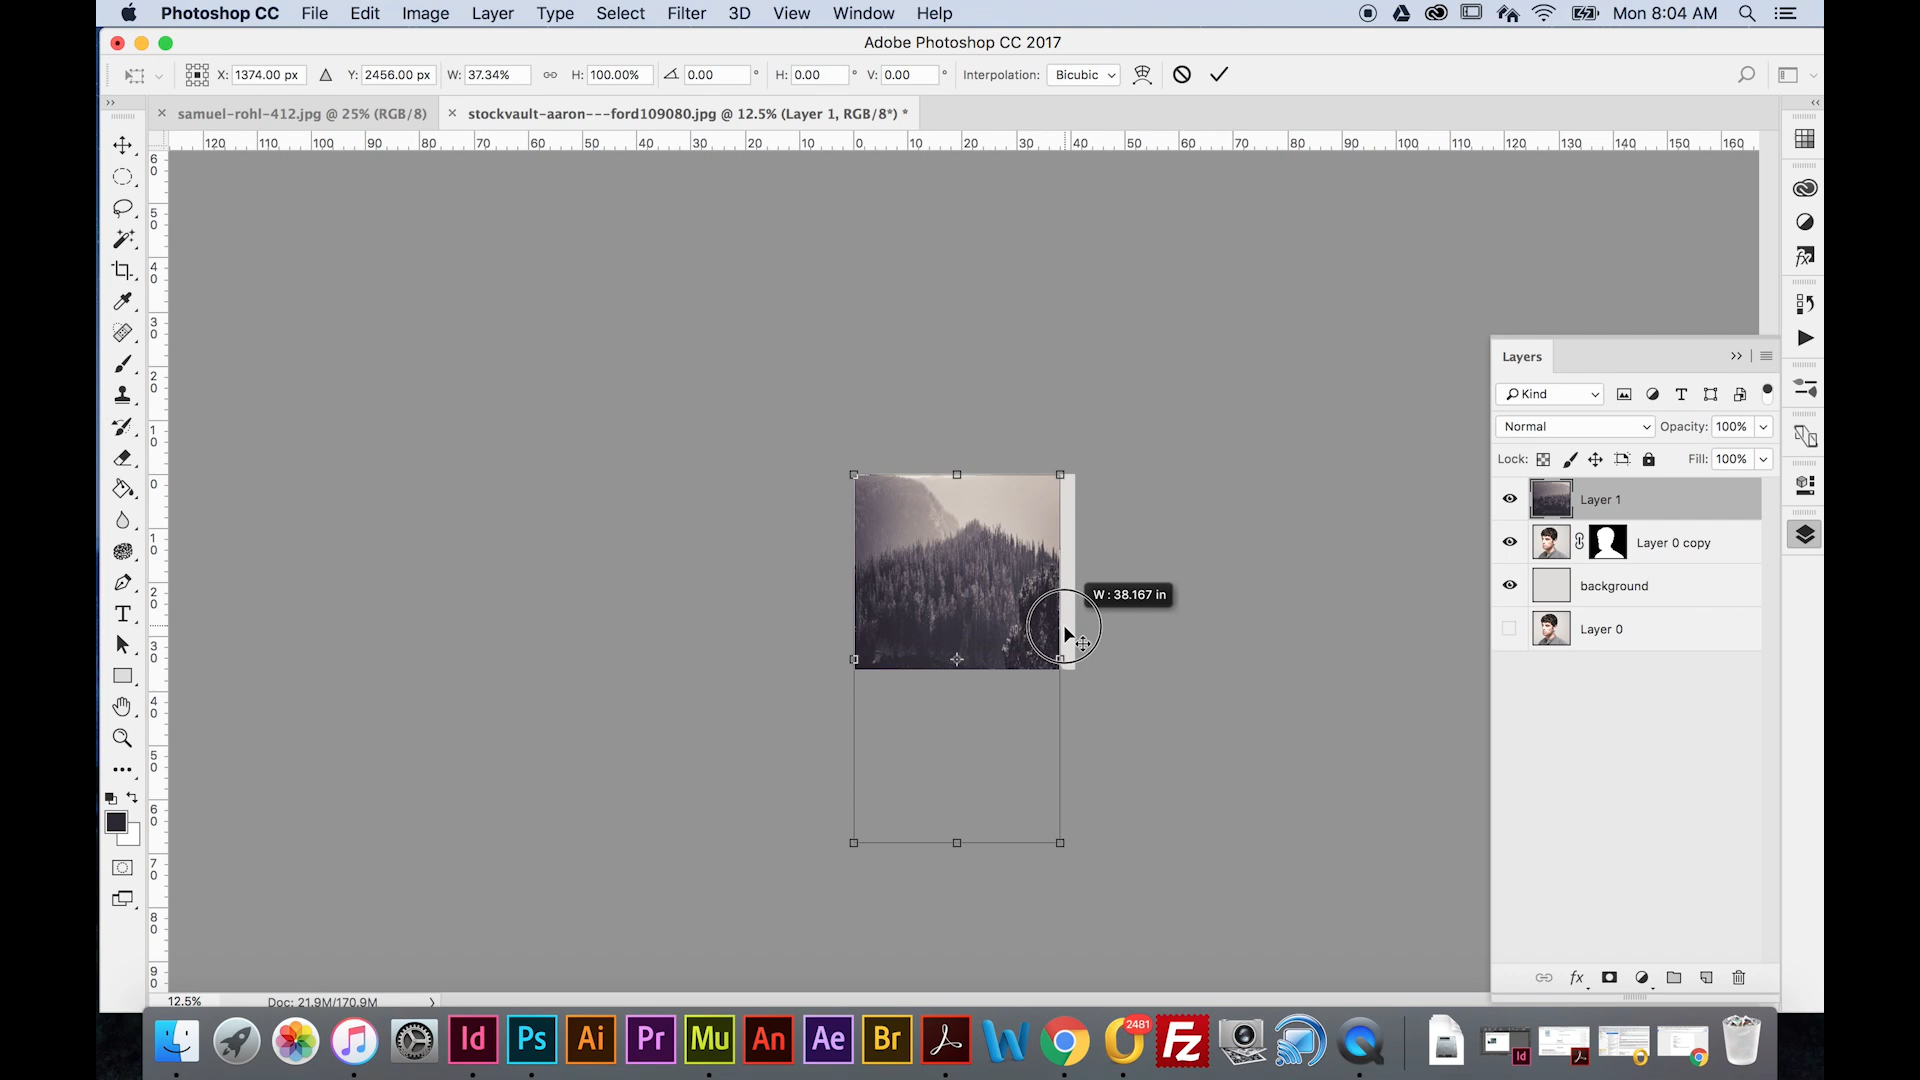 Photoshop CC File Edit Image Layer Type Select Filter 3D View Window Help Mon 8:04 AM
Adobe Photoshop CC 2017
X: 1374.00 px Y: 2456.00 px W: 37.34% H: 100.00% 0.00 ° H: 0.00 ° V: 0.00 ° Interpolation: Bicubic
samuel-rohl-412.jpg @ 25% (RGB/8) stockvault-aaron---ford109080.jpg @ 12.5% (Layer 1, RGB/8*) *
120 110 100 90 80 70 60 50 40 30 20 10 0 10 20 30 40 50 60 70 80 90 100 110 120 130 140 150 160
60
50
40
30
20
10
0
10
20
30
40
50
60
70
80
90
Layers
Kind
Normal Opacity: 100%
Lock: Fill: 100%
Layer 1
Layer 0 copy
background
Layer 0
W : 38.167 in
12.5% Doc: 21.9M/170.9M
Id Ps Ai Pr Mu An Ae Br W 2481 Fz Id